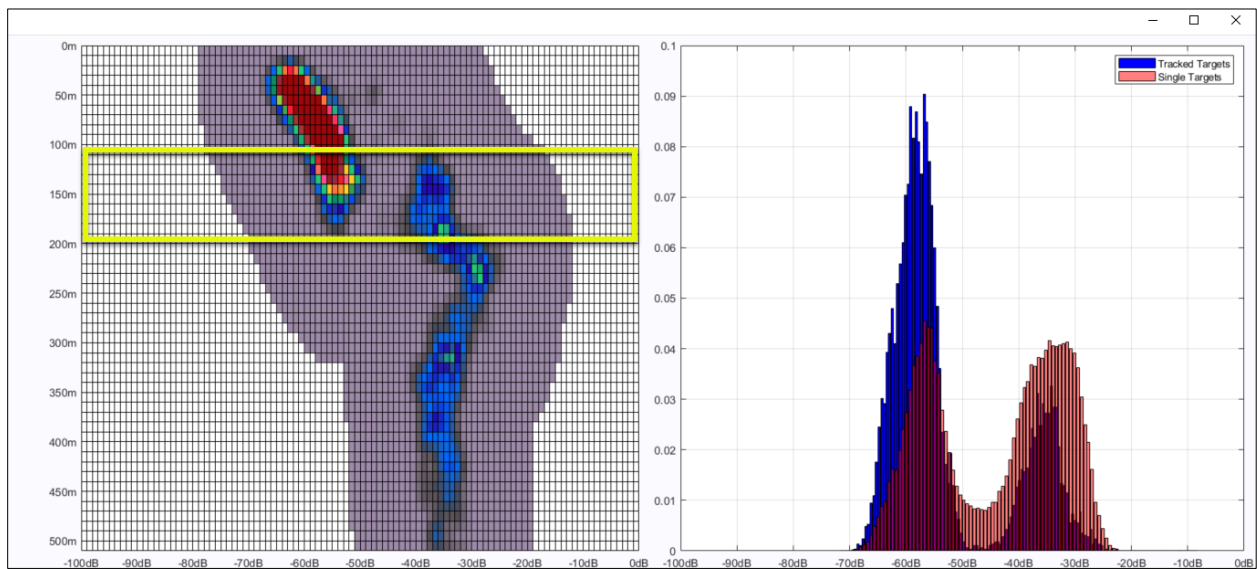 0m
50m
100m
150m
200m
250m
300m
350m
400m
450m
500m
-100dB -90dB -80dB -70dB -60dB -50dB -40dB -30dB -20dB -10dB 0dB
0.1
0.09
0.08
0.07
0.06
0.05
0.04
0.03
0.02
0.01
0
Tracked Targets
Single Targets
-100dB -90dB -80dB -70dB -60dB -50dB -40dB -30dB -20dB -10dB 0dB